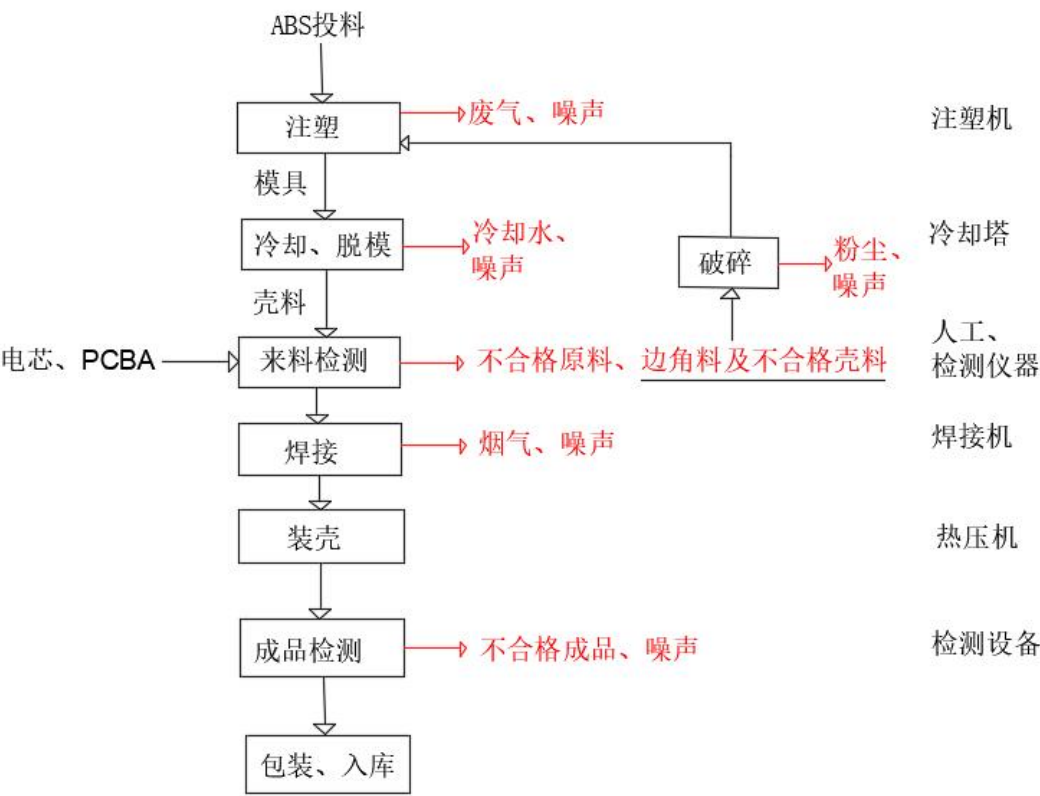 ABS投料
注塑
废气、噪声
注塑机
模具
冷却、脱模
冷却水、
噪声
破碎
粉尘、
噪声
冷却塔
壳料
电芯、PCBA
来料检测
不合格原料、边角料及不合格壳料
人工、
检测仪器
焊接
烟气、噪声
焊接机
装壳
热压机
成品检测
不合格成品、噪声
检测设备
包装、入库